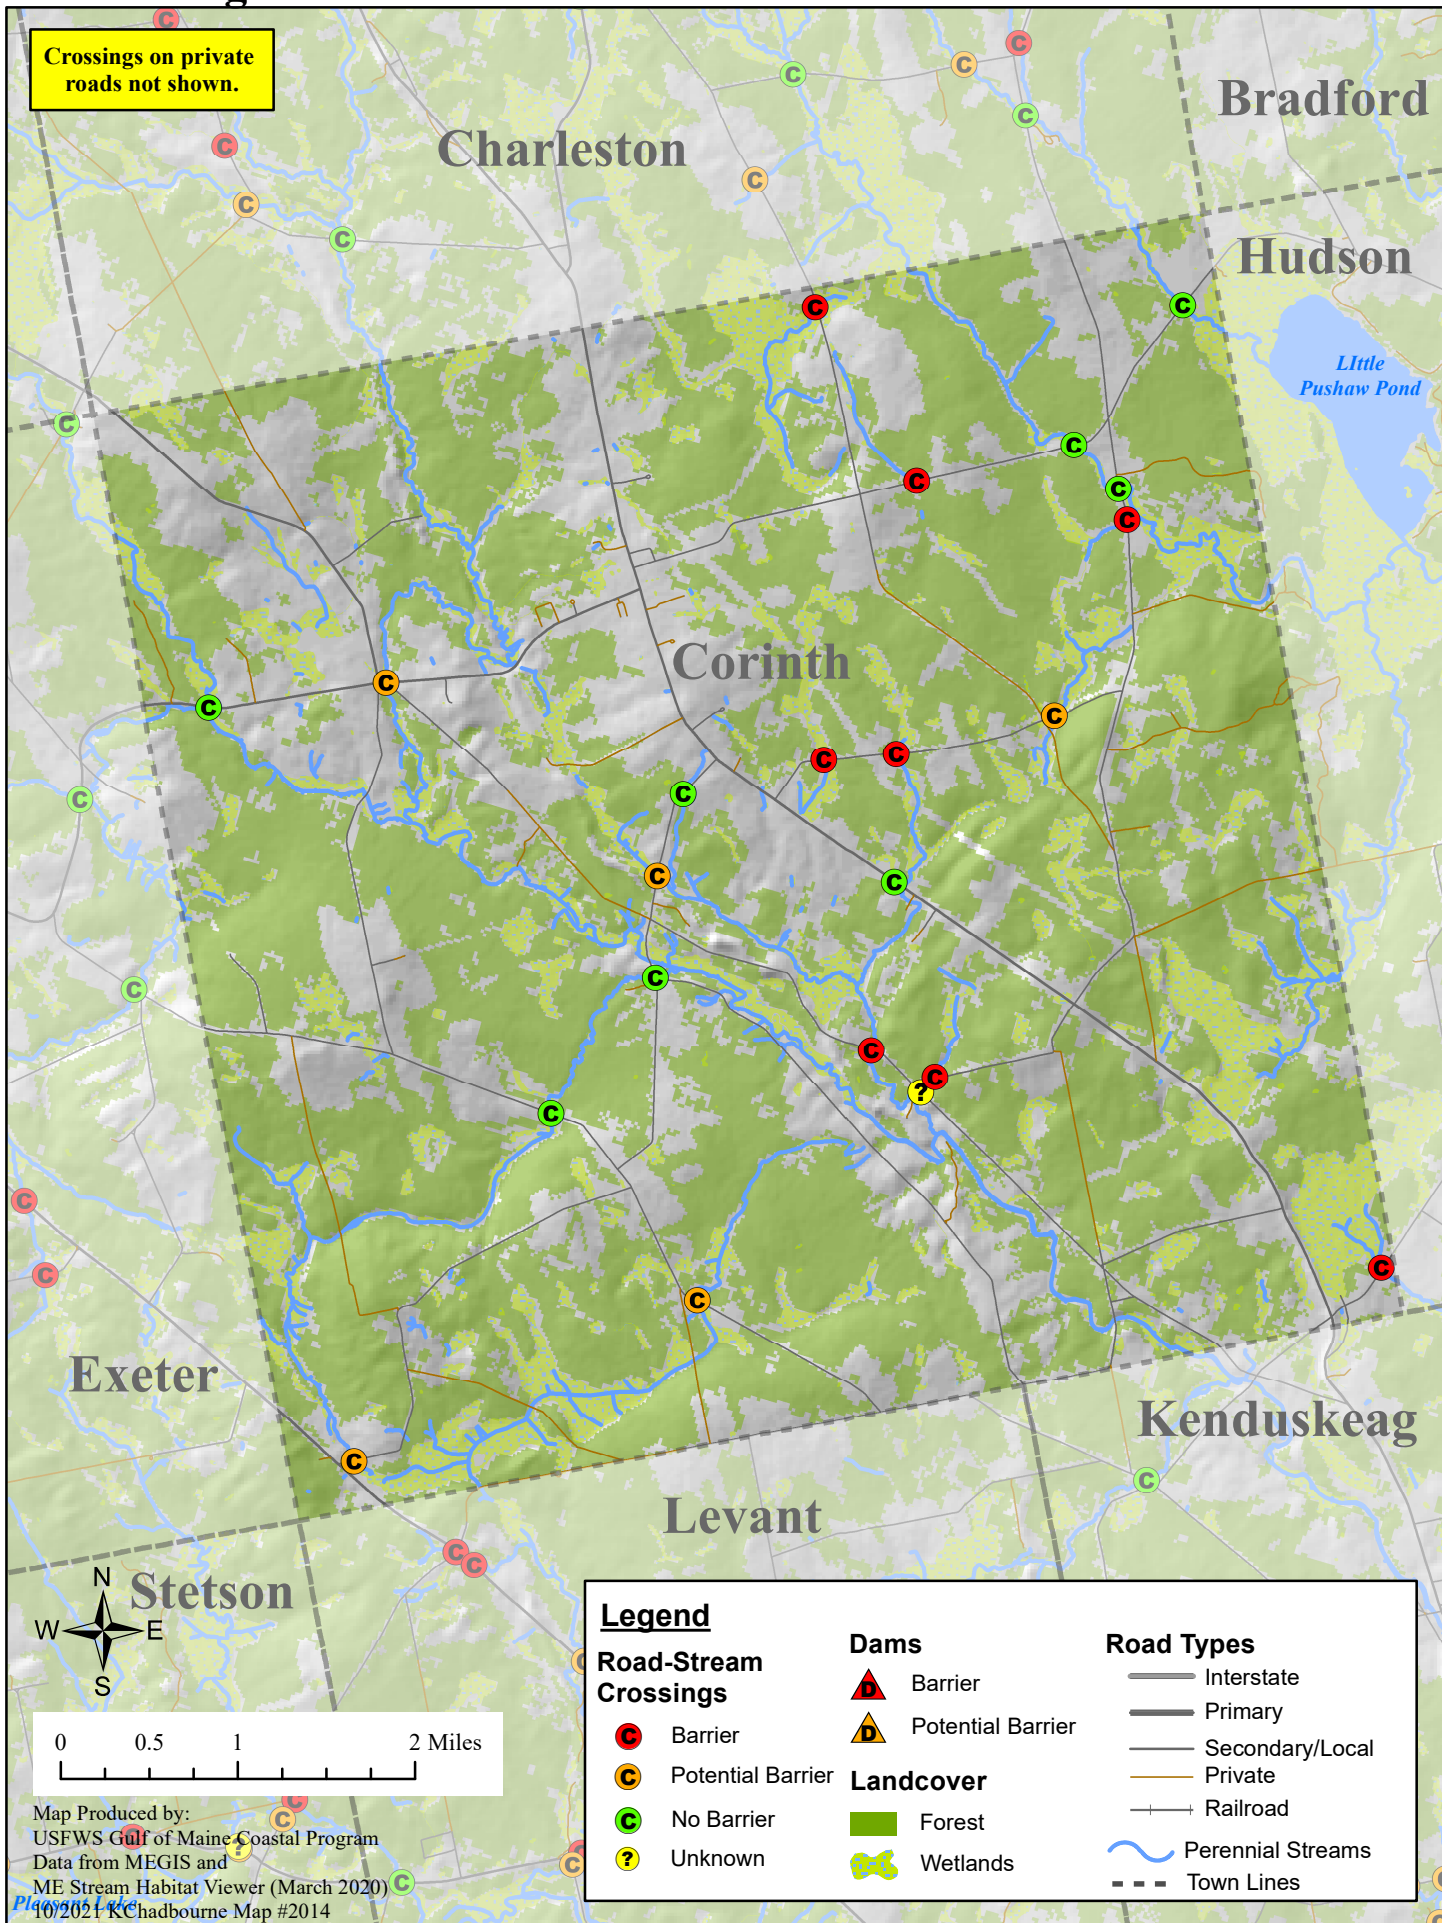 Crossings on private
roads not shown.
Charleston
Bradford
Hudson
LIttle
Pushaw Pond
Corinth
Exeter
Kenduskeag
Levant
Stetson
N
W
E
S
0
0.5
1
2 Miles
Map Produced by:
USFWS Gulf of Maine Coastal Program
Data from MEGIS and
ME Stream Habitat Viewer (March 2020)
10/2021 KChadbourne Map #2014
Pleasant Lake
Legend
Road-Stream
Crossings
C Barrier
C Potential Barrier
C No Barrier
? Unknown
Dams
D Barrier
D Potential Barrier
Landcover
Forest
Wetlands
Road Types
Interstate
Primary
Secondary/Local
Private
Railroad
Perennial Streams
Town Lines